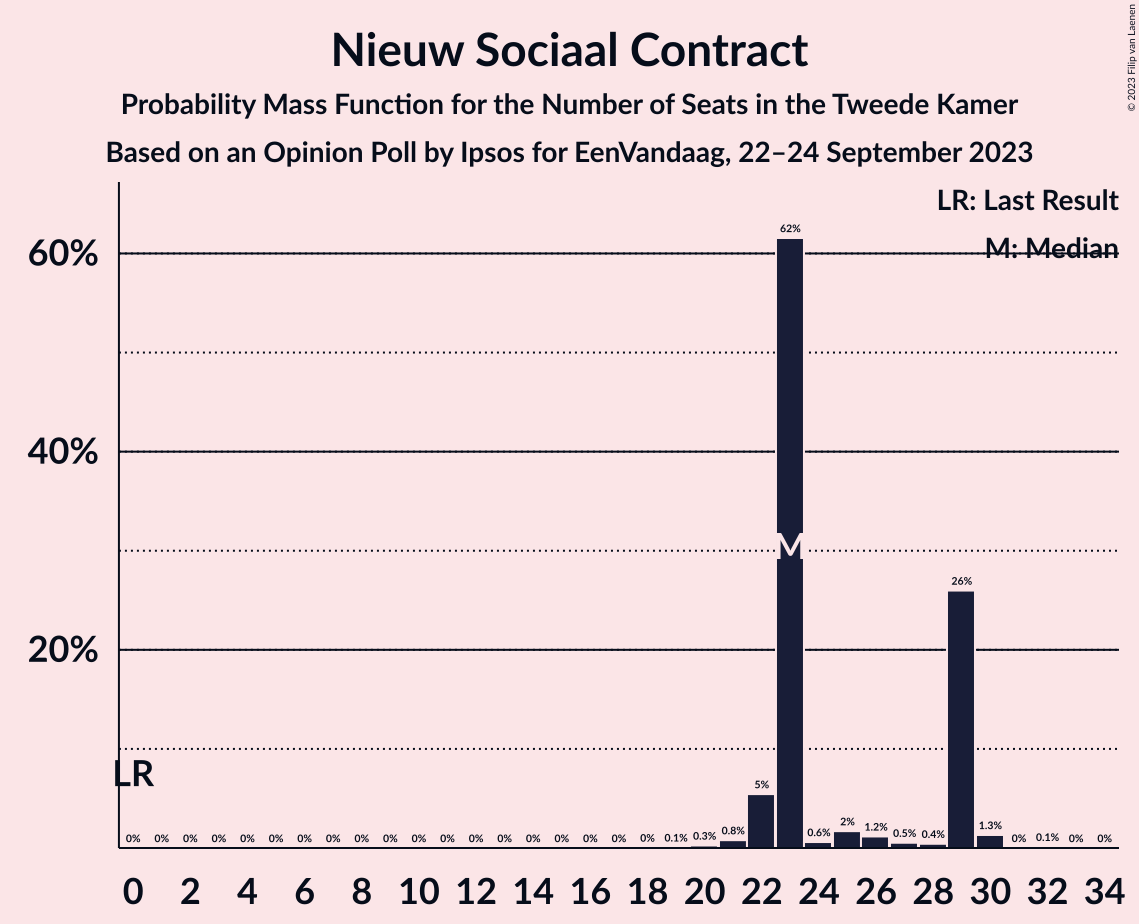 Nieuw Sociaal Contract
Probability Mass Function for the Number of Seats in the Tweede Kamer
Based on an Opinion Poll by Ipsos for EenVandaag, 22–24 September 2023
© 2023 Filip van Laenen
LR: Last Result
M: Median
60%
40%
20%
62%
M
26%
LR
0% 0% 0% 0% 0% 0% 0% 0% 0% 0% 0% 0% 0% 0% 0% 0% 0% 0% 0% 0.1% 0.3% 0.8% 5% 0.6% 2% 1.2% 0.5% 0.4% 1.3% 0% 0.1% 0% 0%
0 2 4 6 8 10 12 14 16 18 20 22 24 26 28 30 32 34